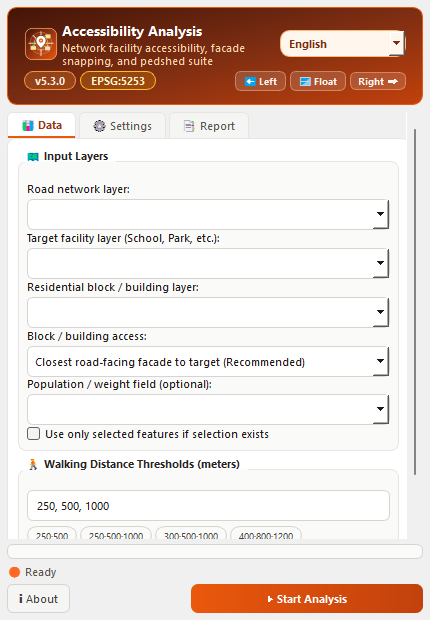 Accessibility Analysis
Network facility accessibility, facade
snapping, and pedshed suite
English
v5.3.0
EPSG:5253
Left
Float
Right
Data
Settings
Report
Input Layers
Road network layer:
Target facility layer (School, Park, etc.):
Residential block / building layer:
Block / building access:
Closest road-facing facade to target (Recommended)
Population / weight field (optional):
Use only selected features if selection exists
Walking Distance Thresholds (meters)
250, 500, 1000
250-500
250-500-1000
300-500-1000
400-800-1200
Ready
i About
Start Analysis